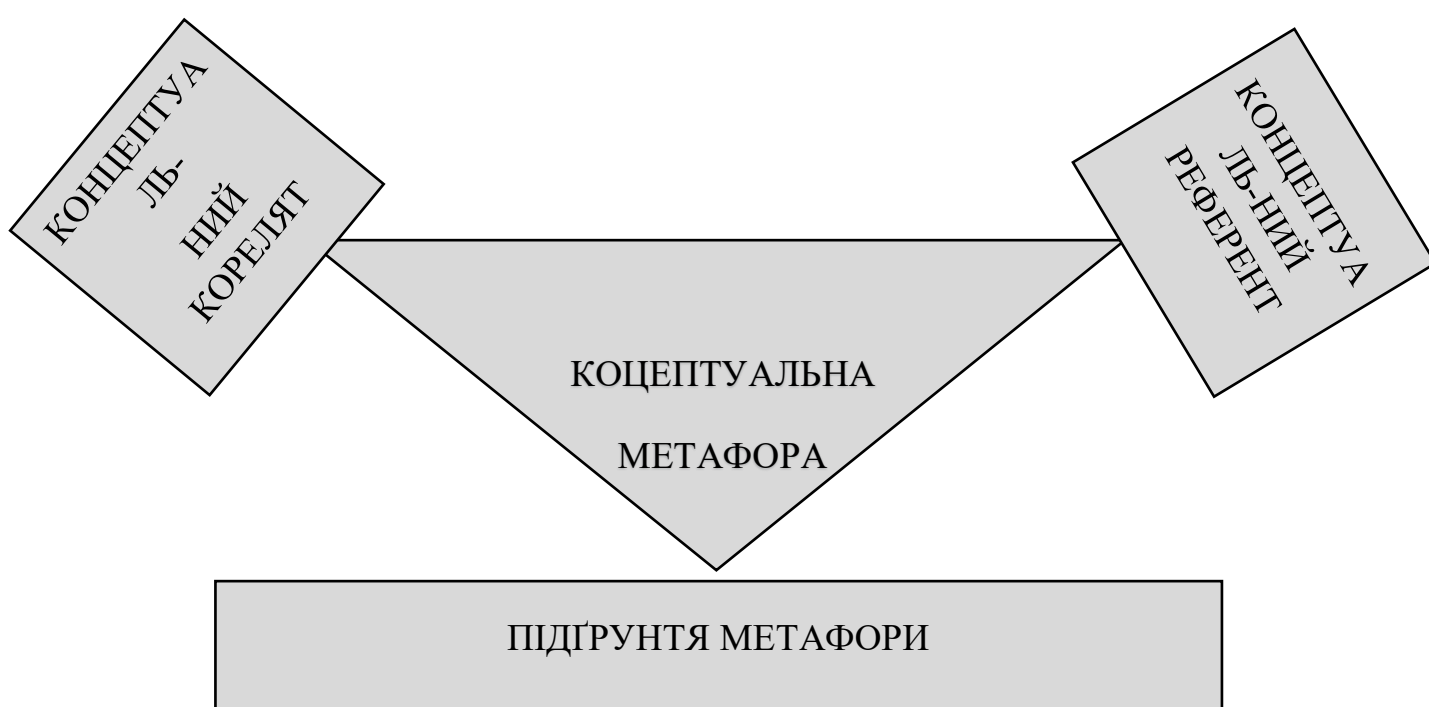 КОНЦЕПТУА
ЛЬ-
НИЙ
КОРЕЛЯТ
КОНЦЕПТУА
ЛЬ-НИЙ
РЕФЕРЕНТ
КОЦЕПТУАЛЬНА
МЕТАФОРА
ПІДҐРУНТЯ МЕТАФОРИ